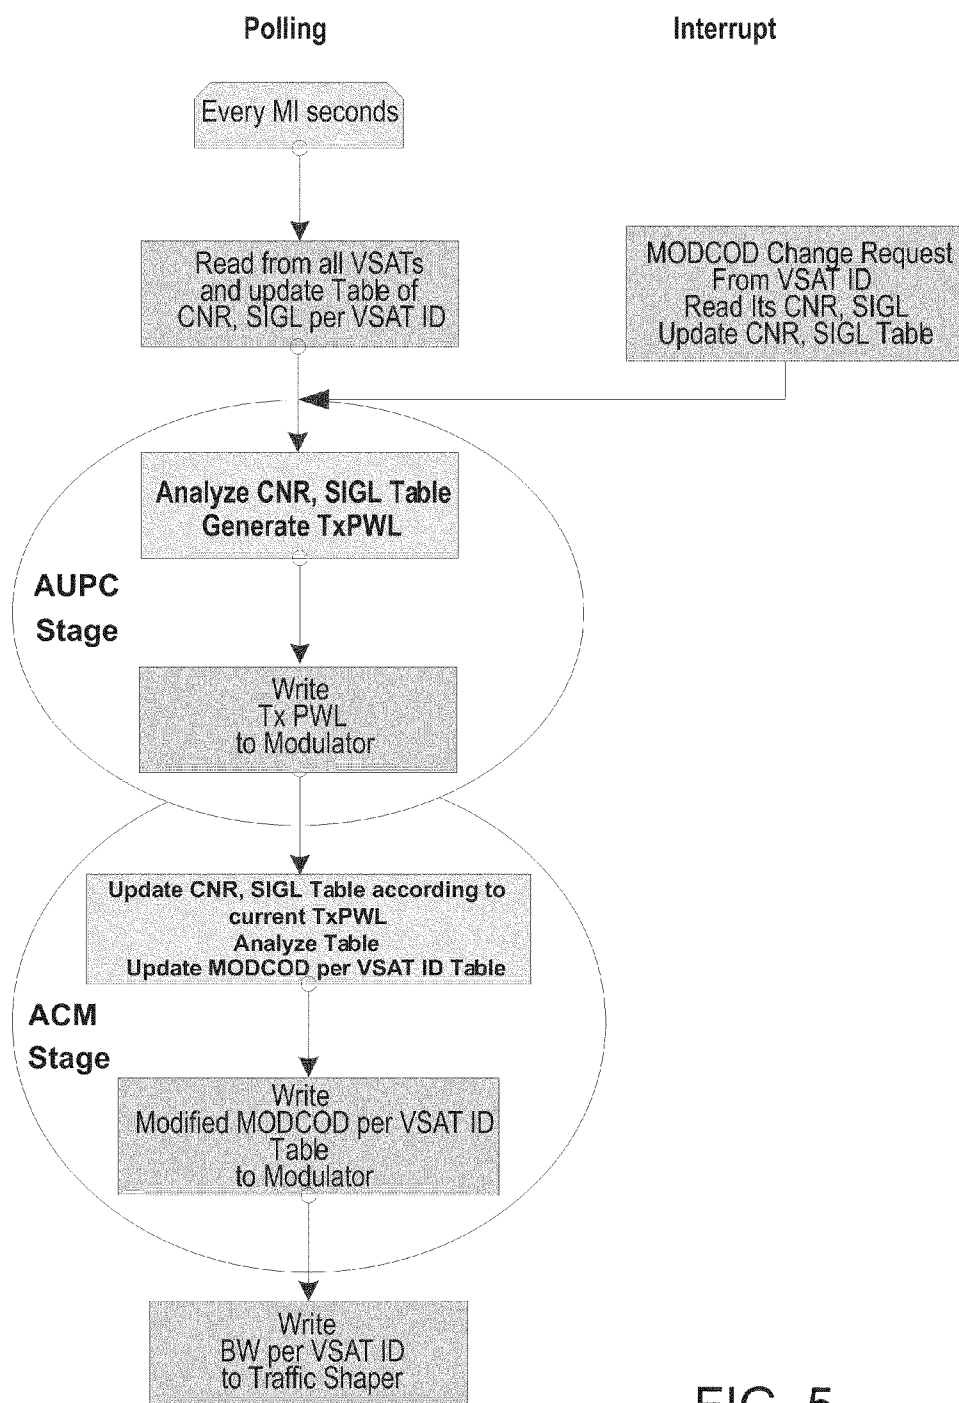 Polling
Interrupt
Every MI seconds
Read from all VSATs
and update Table of
CNR, SIGL per VSAT ID
MODCOD Change Request
From VSAT ID
Read Its CNR, SIGL
Update CNR, SIGL Table
Analyze CNR, SIGL Table
Generate TxPWL
AUPC
Stage
Write
Tx PWL
to Modulator
Update CNR, SIGL Table according to
current TxPWL
Analyze Table
Update MODCOD per VSAT ID Table
ACM
Stage
Write
Modified MODCOD per VSAT ID
Table
to Modulator
Write
BW per VSAT ID
to Traffic Shaper
FIG. 5